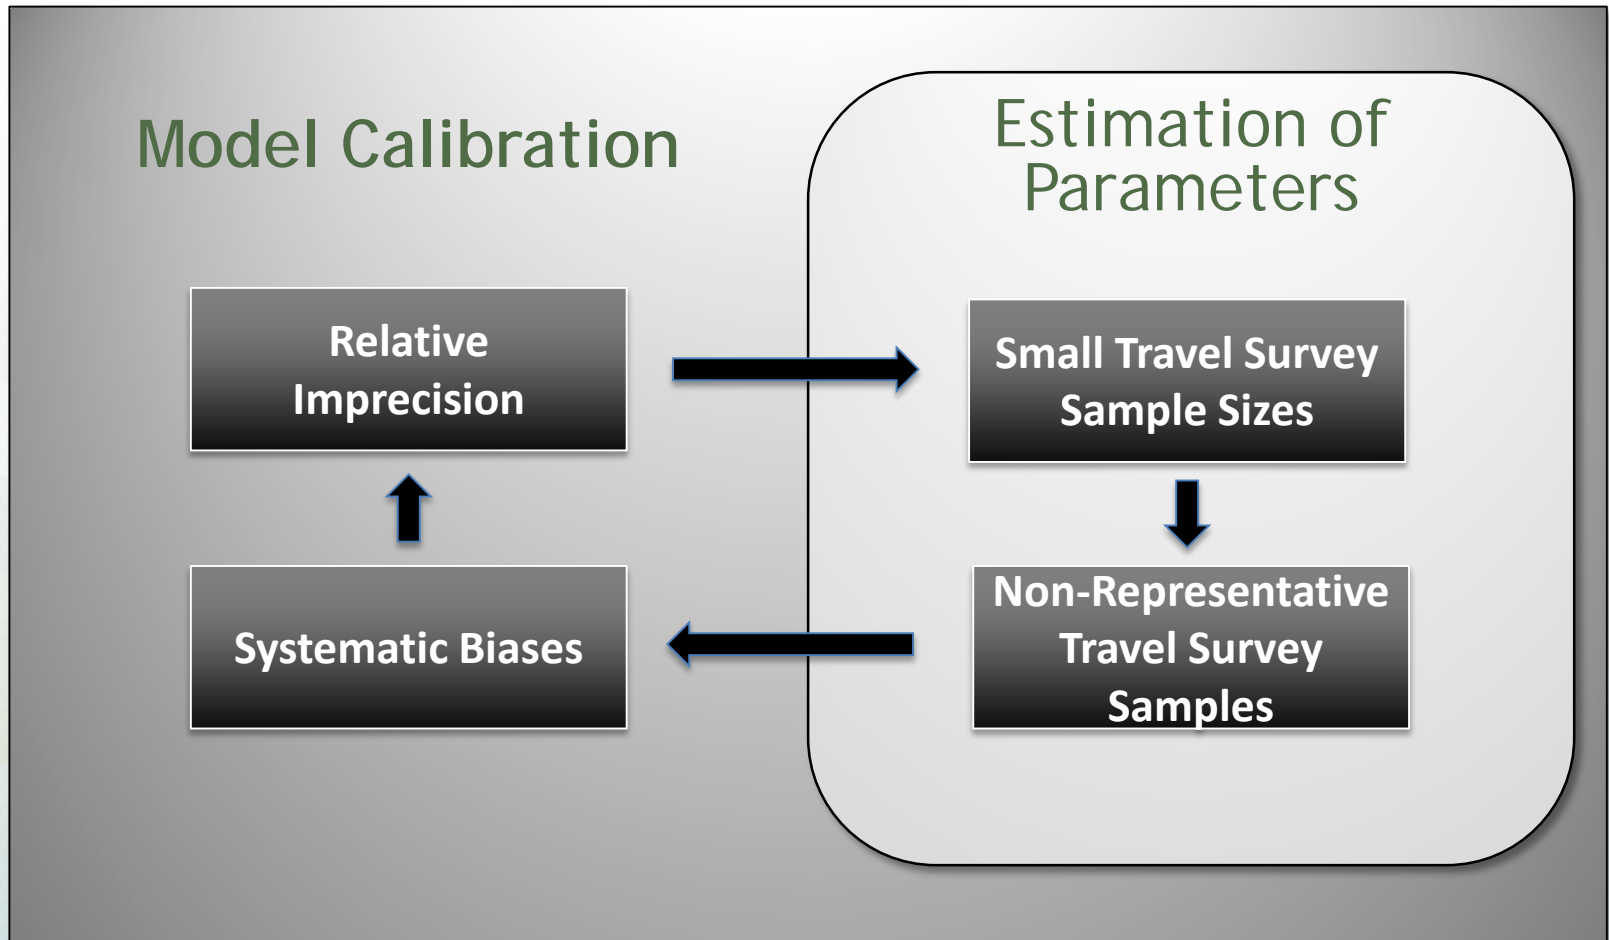 Model Calibration
Estimation of
Parameters
Relative
Imprecision
Small Travel Survey
Sample Sizes
Systematic Biases
Non-Representative
Travel Survey
Samples